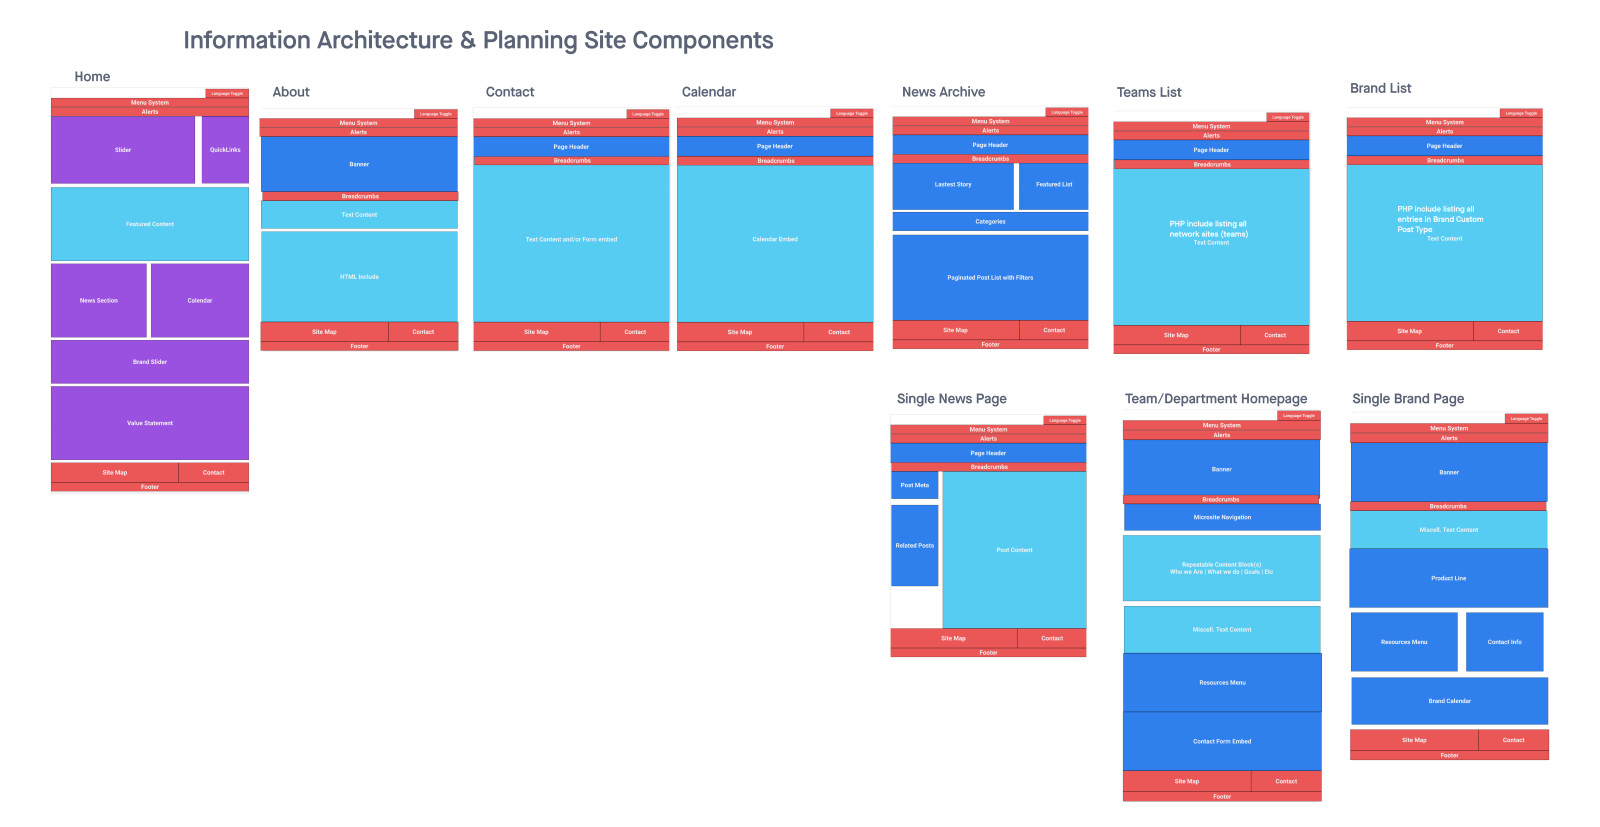 Information Architecture & Planning Site Components
Home
Language Toggle
Menu System
Alerts
Slider
QuickLinks
Featured Content
News Section
Calendar
Brand Slider
Value Statement
Site Map
Contact
Footer
About
Language Toggle
Menu System
Alerts
Banner
Breadcrumbs
Text Content
HTML Include
Site Map
Contact
Footer
Contact
Language Toggle
Menu System
Alerts
Page Header
Breadcrumbs
Text Content and/or Form embed
Site Map
Contact
Footer
Calendar
Language Toggle
Menu System
Alerts
Page Header
Breadcrumbs
Calendar Embed
Site Map
Contact
Footer
News Archive
Language Toggle
Menu System
Alerts
Page Header
Breadcrumbs
Lastest Story
Featured List
Categories
Paginated Post List with Filters
Site Map
Contact
Footer
Teams List
Language Toggle
Menu System
Alerts
Page Header
Breadcrumbs
PHP include listing all
network sites (teams)
Text Content
Site Map
Contact
Footer
Brand List
Language Toggle
Menu System
Alerts
Page Header
Breadcrumbs
PHP include listing all
entries in Brand Custom
Post Type
Text Content
Site Map
Contact
Footer
Single News Page
Language Toggle
Menu System
Alerts
Page Header
Breadcrumbs
Post Meta
Related Posts
Post Content
Site Map
Contact
Footer
Team/Department Homepage
Language Toggle
Menu System
Alerts
Banner
Breadcrumbs
Microsite Navigation
Repeatable Content Block(s)
Who we Are | What we do | Goals | Etc
Miscell. Text Content
Resources Menu
Contact Form Embed
Site Map
Contact
Footer
Single Brand Page
Language Toggle
Menu System
Alerts
Banner
Breadcrumbs
Miscell. Text Content
Product Line
Resources Menu
Contact Info
Brand Calendar
Site Map
Contact
Footer